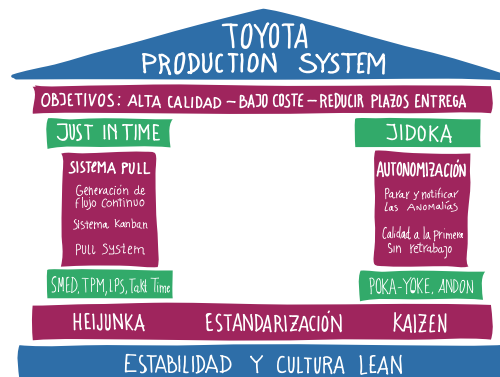 TOYOTA
PRODUCTION SYSTEM
OBJETIVOS: ALTA CALIDAD – BAJO COSTE – REDUCIR PLAZOS ENTREGA
JUST IN TIME
SISTEMA PULL
Generación de
flujo continuo
Sistema Kanban
PULL SYSTEM
SMED, TPM, LPS, Takt Time
JIDOKA
AUTONOMIZACIÓN
Parar y notificar
las ANOMALÍAS
Calidad a la primera
sin retrabajo
POKA-YOKE, ANDON
HEIJUNKA ESTANDARIZACIÓN KAIZEN
ESTABILIDAD Y CULTURA LEAN